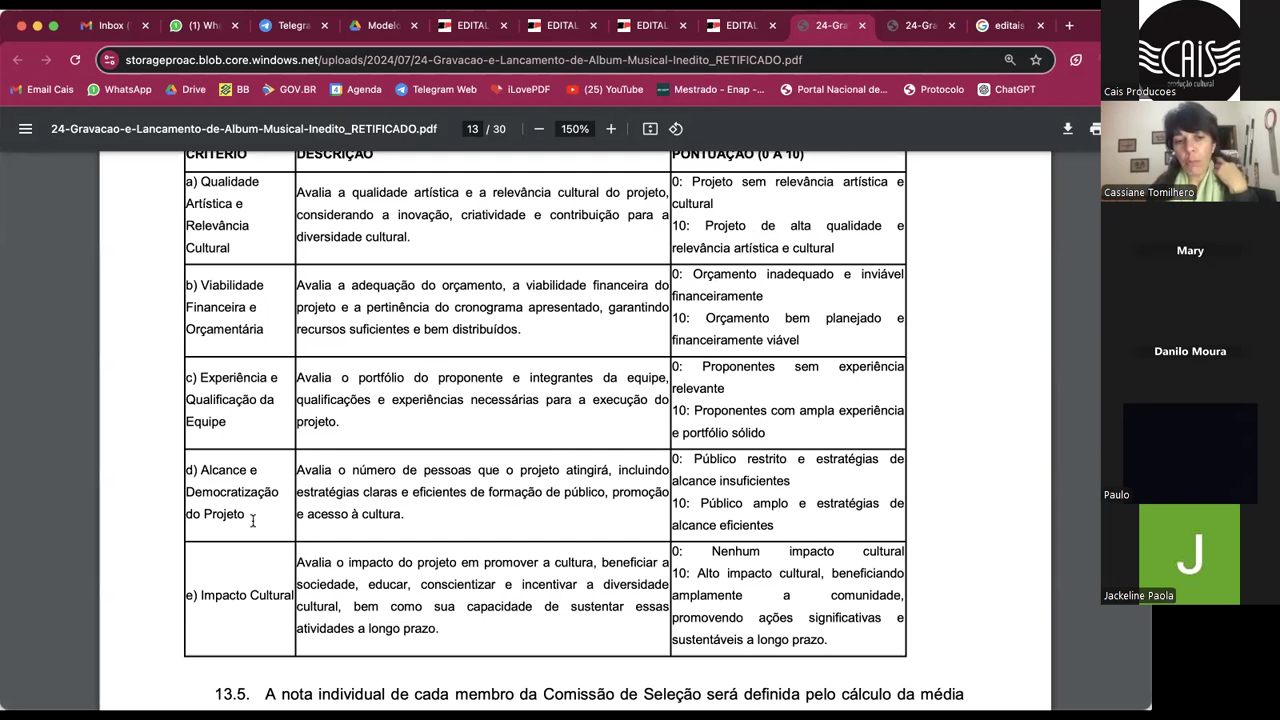 Inbox (
(1) Wh
Telegra
Modelo
EDITAL
EDITAL
EDITAL
EDITAL
24-Gra
24-Gra
editais
storageproac.blob.core.windows.net/uploads/2024/07/24-Gravacao-e-Lancamento-de-Album-Musical-Inedito_RETIFICADO.pdf
Email Cais
WhatsApp
Drive
BB
GOV.BR
Agenda
Telegram Web
iLovePDF
(25) YouTube
Mestrado - Enap -...
Portal Nacional de...
Protocolo
ChatGPT
24-Gravacao-e-Lancamento-de-Album-Musical-Inedito_RETIFICADO.pdf
13 / 30
150%
CRITÉRIO
DESCRIÇÃO
PONTUAÇÃO (0 A 10)
a) Qualidade
Artística e
Relevância
Cultural
Avalia a qualidade artística e a relevância cultural do projeto,
considerando a inovação, criatividade e contribuição para a
diversidade cultural.
0: Projeto sem relevância artística e
cultural
10: Projeto de alta qualidade e
relevância artística e cultural
b) Viabilidade
Financeira e
Orçamentária
Avalia a adequação do orçamento, a viabilidade financeira do
projeto e a pertinência do cronograma apresentado, garantindo
recursos suficientes e bem distribuídos.
0: Orçamento inadequado e inviável
financeiramente
10: Orçamento bem planejado e
financeiramente viável
c) Experiência e
Qualificação da
Equipe
Avalia o portfólio do proponente e integrantes da equipe,
qualificações e experiências necessárias para a execução do
projeto.
0: Proponentes sem experiência
relevante
10: Proponentes com ampla experiência
e portfólio sólido
d) Alcance e
Democratização
do Projeto
Avalia o número de pessoas que o projeto atingirá, incluindo
estratégias claras e eficientes de formação de público, promoção
e acesso à cultura.
0: Público restrito e estratégias de
alcance insuficientes
10: Público amplo e estratégias de
alcance eficientes
e) Impacto Cultural
Avalia o impacto do projeto em promover a cultura, beneficiar a
sociedade, educar, conscientizar e incentivar a diversidade
cultural, bem como sua capacidade de sustentar essas
atividades a longo prazo.
0: Nenhum impacto cultural
10: Alto impacto cultural, beneficiando
amplamente a comunidade,
promovendo ações significativas e
sustentáveis a longo prazo.
13.5. A nota individual de cada membro da Comissão de Seleção será definida pelo cálculo da média
CAIS
produção cultural
Cais Producoes
Cassiane Tomilhero
Mary
Danilo Moura
Paulo
J
Jackeline Paola